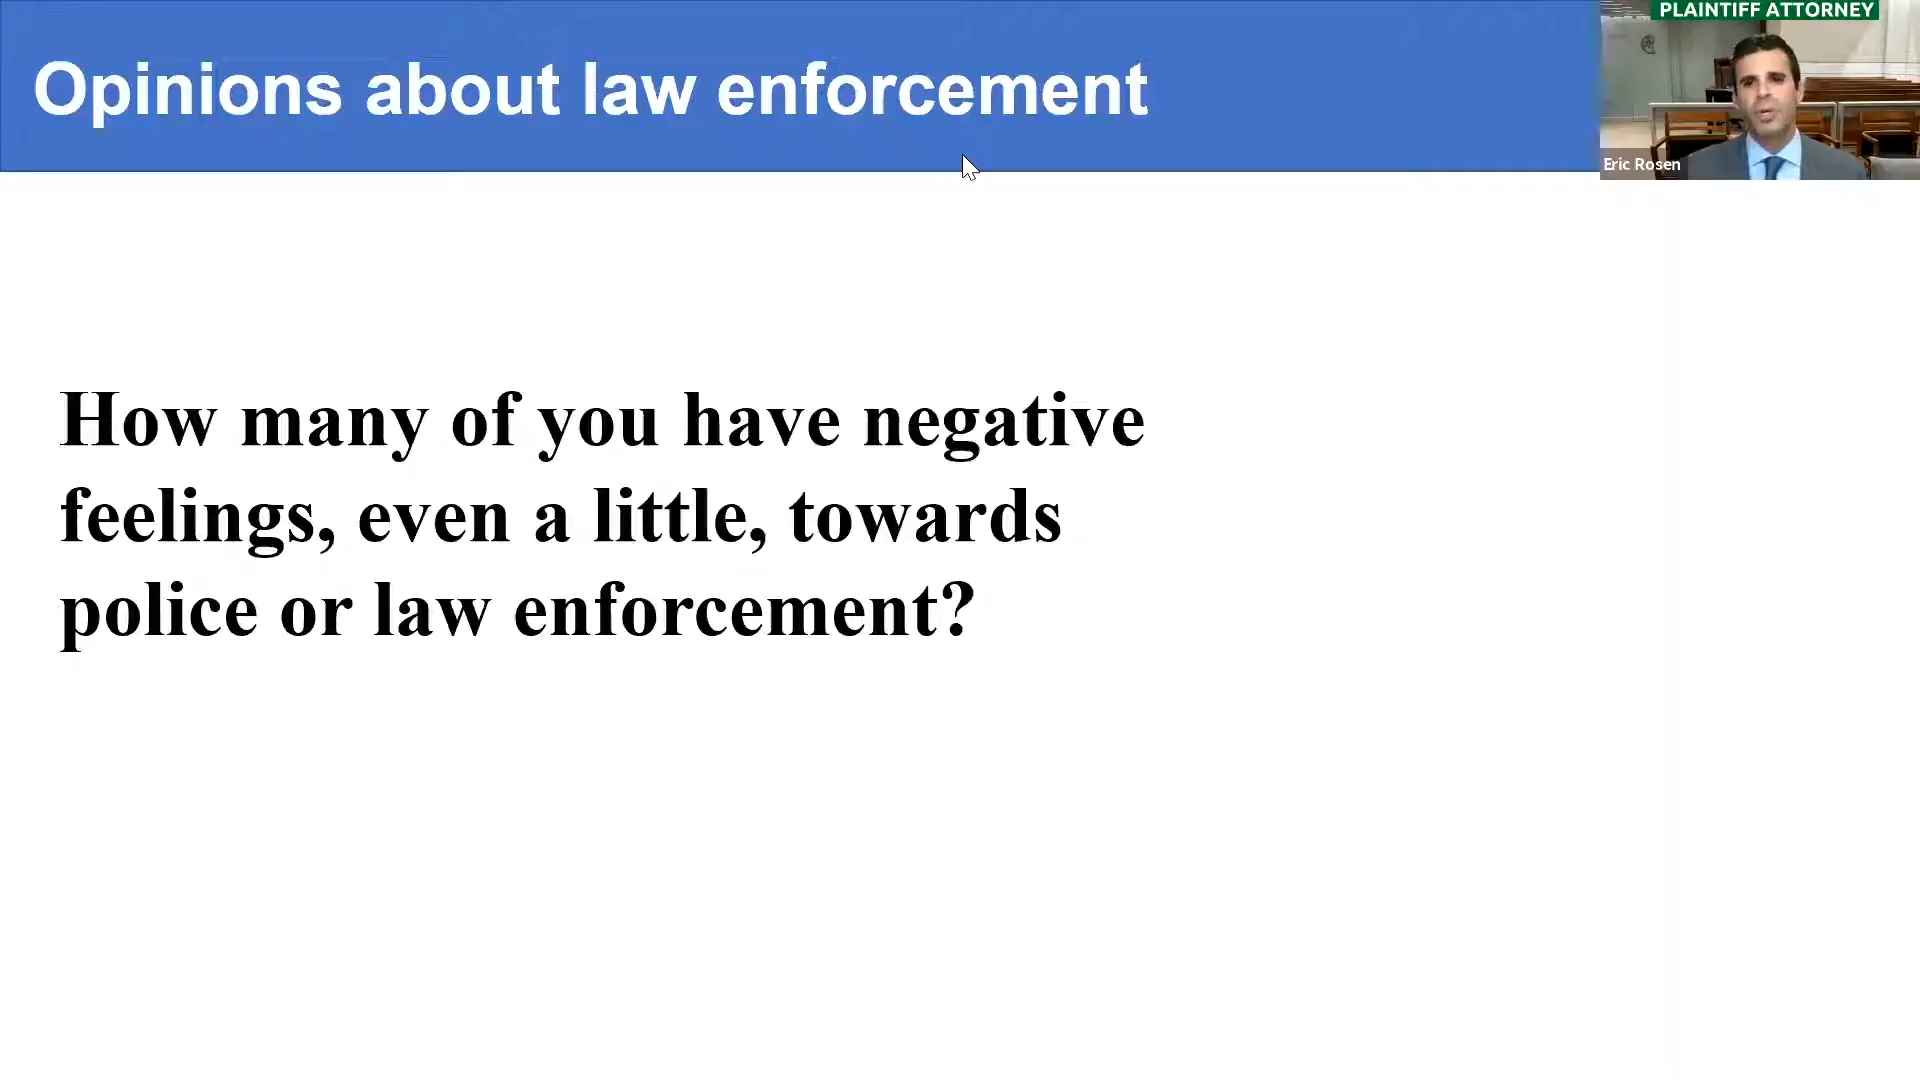 Opinions about law enforcement
PLAINTIFF ATTORNEY
Eric Rosen
How many of you have negative
feelings, even a little, towards
police or law enforcement?